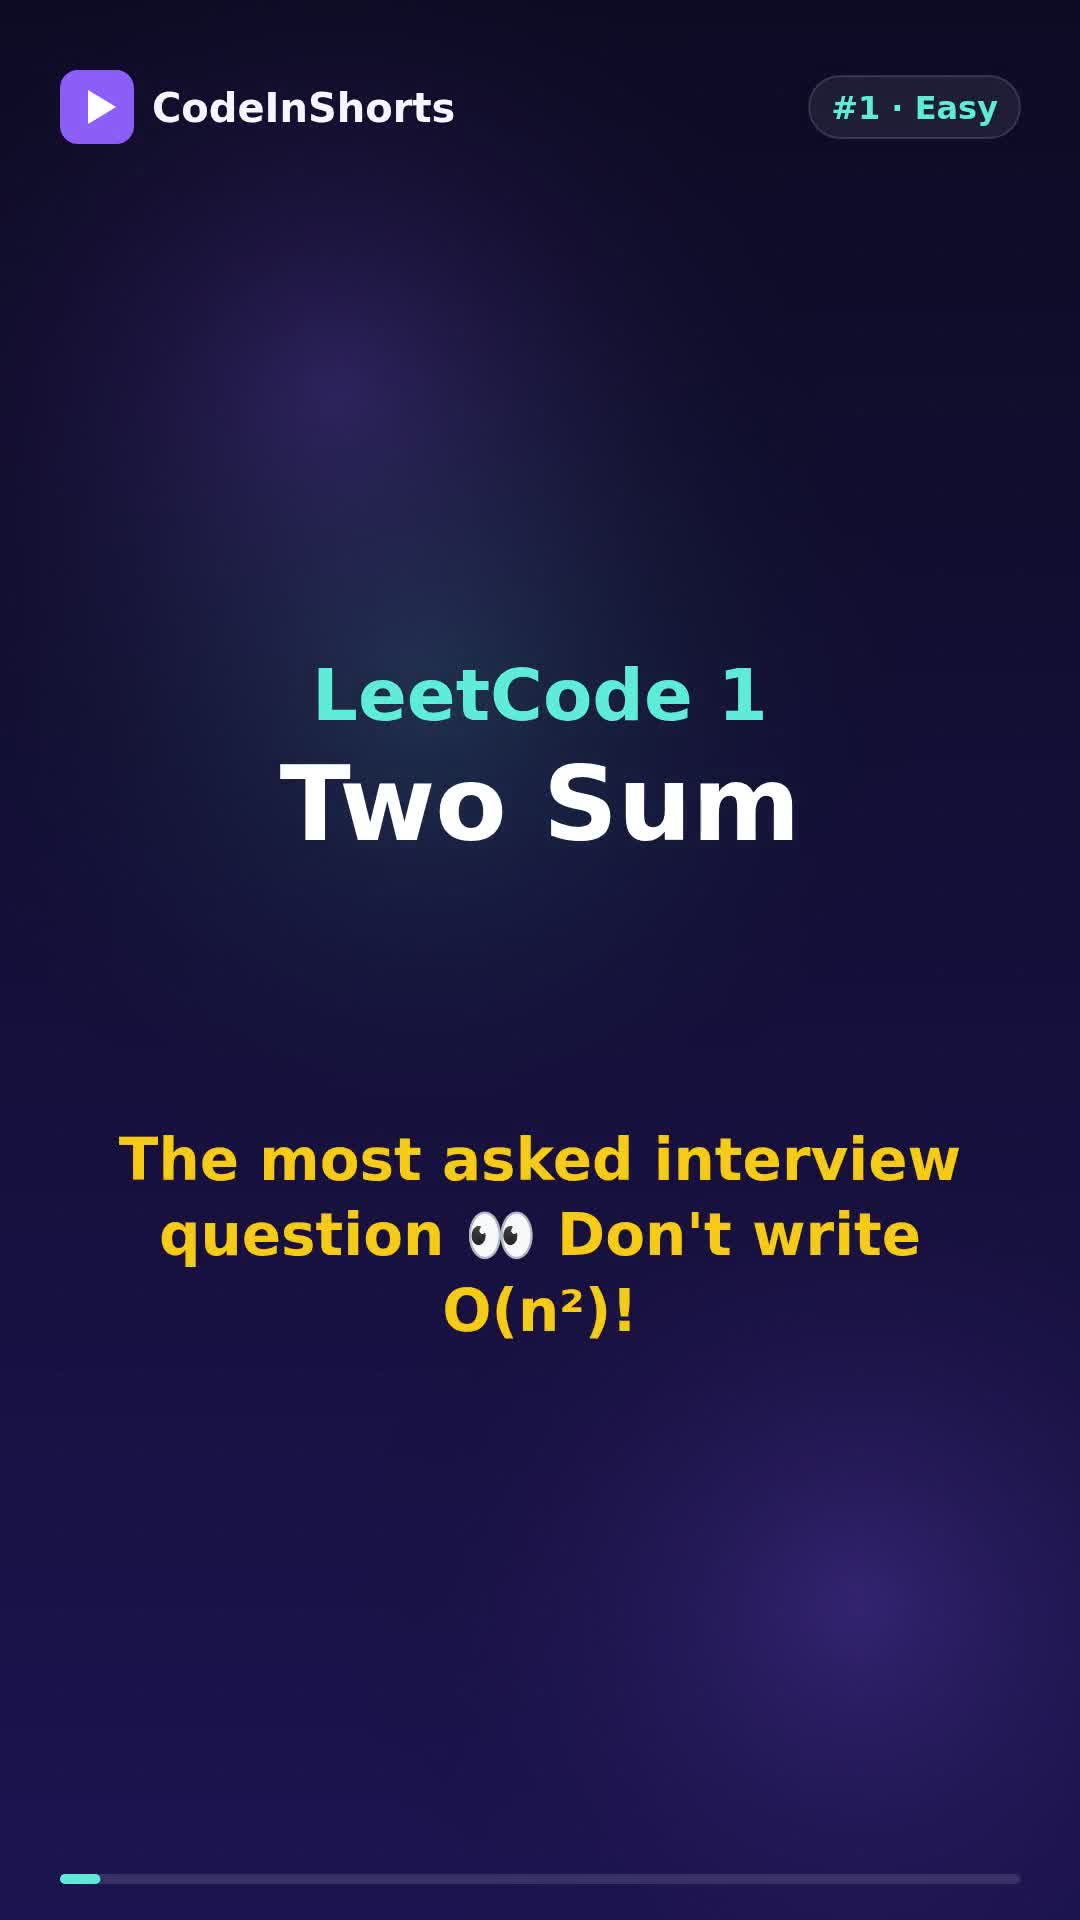 CodeInShorts
#1 · Easy
LeetCode 1
Two Sum
The most asked interview
question 👀 Don't write
O(n²)!